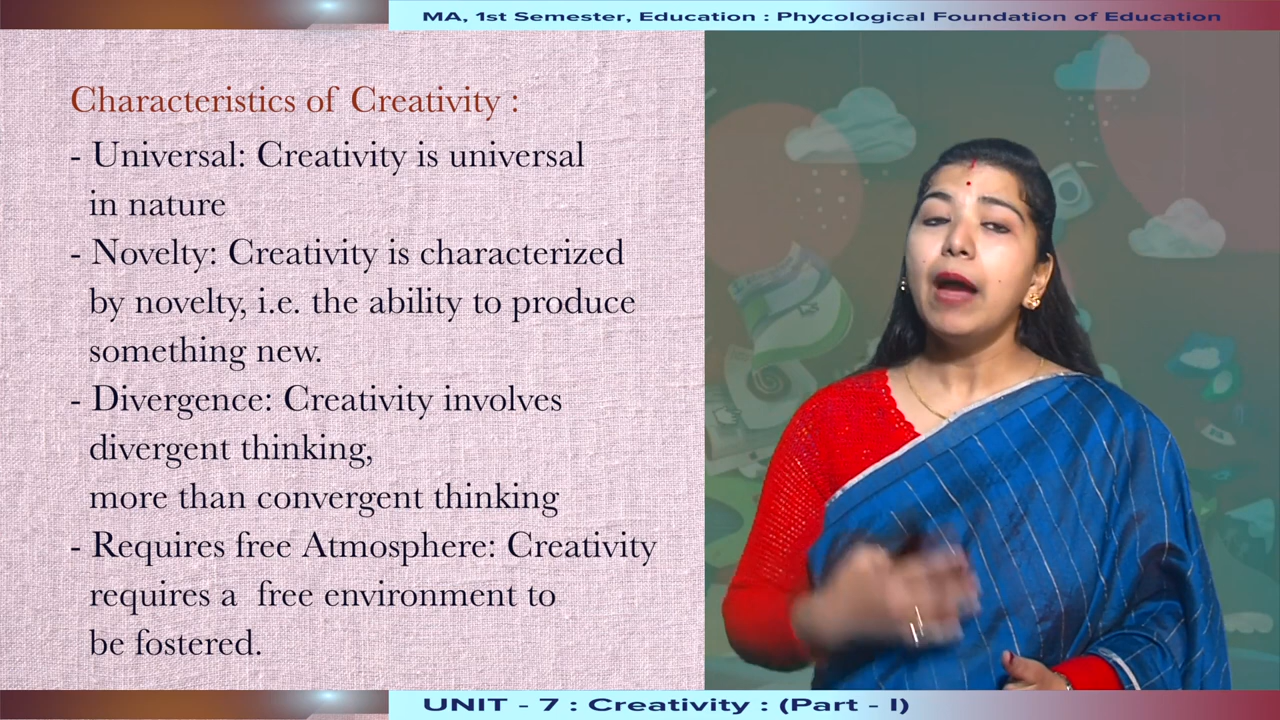 MA, 1st Semester, Education : Phycological Foundation of Education
Characteristics of Creativity :
- Universal: Creativity is universal
in nature
- Novelty: Creativity is characterized
by novelty, i.e. the ability to produce
something new.
- Divergence: Creativity involves
divergent thinking,
more than convergent thinking
- Requires free Atmosphere: Creativity
requires a free environment to
be fostered.
UNIT - 7 : Creativity : (Part - I)